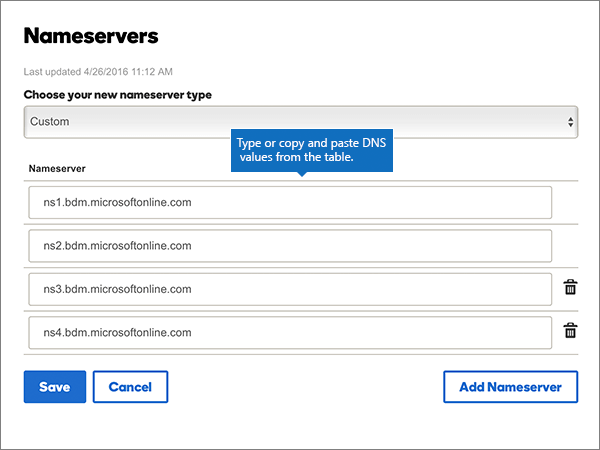 Nameservers
Last updated 4/26/2016 11:12 AM
Choose your new nameserver type
Custom
Type or copy and paste DNS
values from the table.
Nameserver
ns1.bdm.microsoftonline.com
ns2.bdm.microsoftonline.com
ns3.bdm.microsoftonline.com
ns4.bdm.microsoftonline.com
Save Cancel Add Nameserver